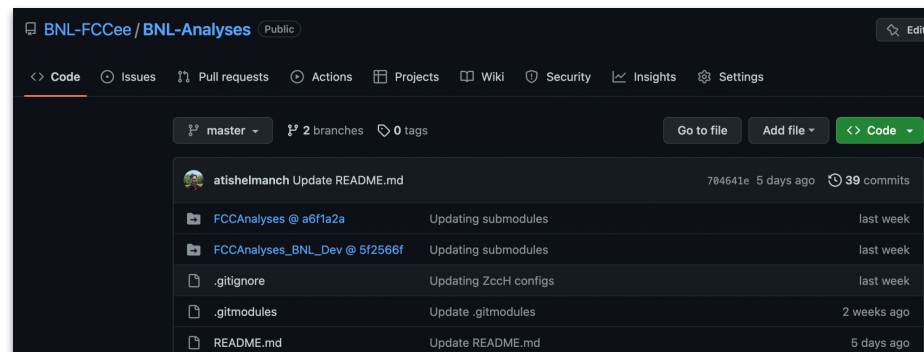 BNL-FCCee / BNL-Analyses Public
Edit
<> Code Issues Pull requests Actions Projects Wiki Security Insights Settings
master 2 branches 0 tags Go to file Add file <> Code
atishelmanch Update README.md 704641e 5 days ago 39 commits
FCCAnalyses @ a6f1a2a Updating submodules last week
FCCAnalyses_BNL_Dev @ 5f2566f Updating submodules last week
.gitignore Updating ZccH configs last week
.gitmodules Update .gitmodules 2 weeks ago
README.md Update README.md 5 days ago